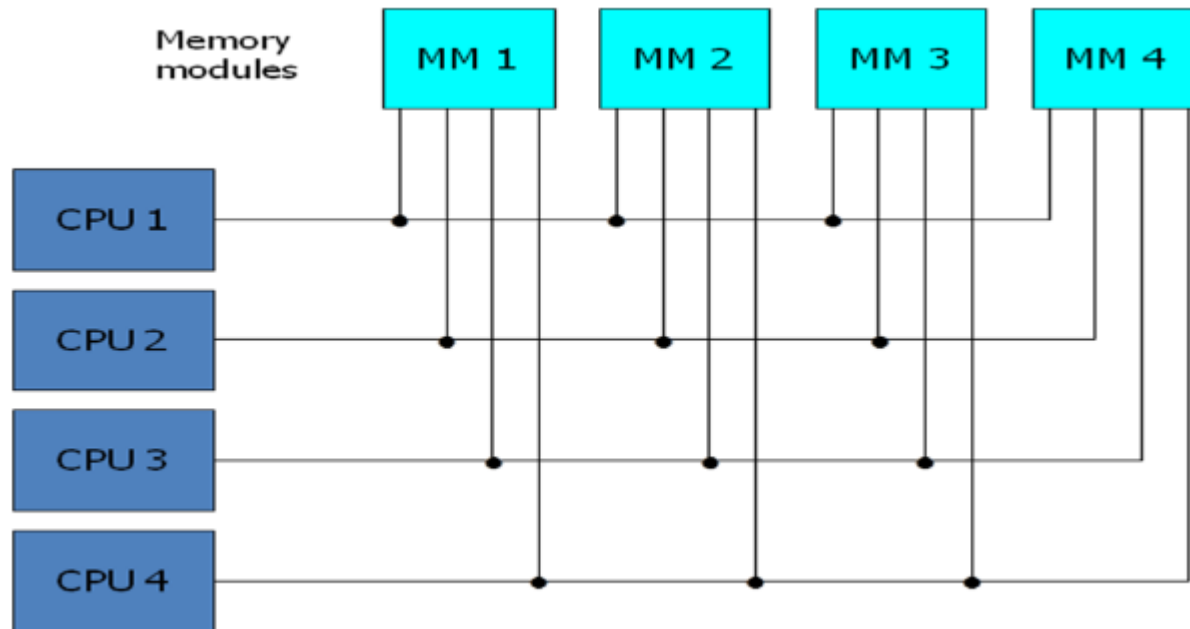 Memory
modules
MM 1
MM 2
MM 3
MM 4
CPU 1
CPU 2
CPU 3
CPU 4